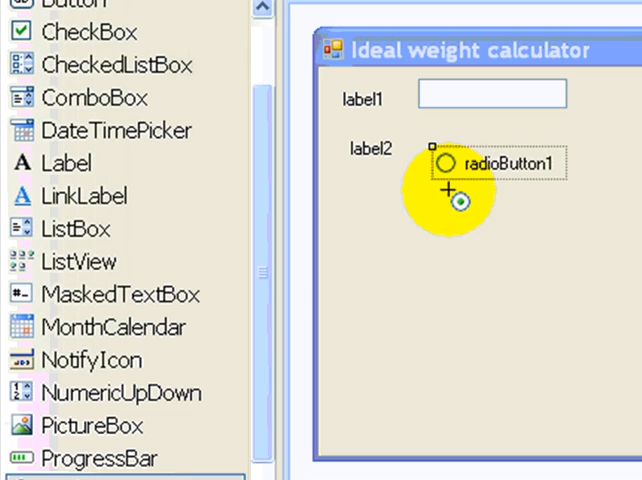 Button
CheckBox
CheckedListBox
ComboBox
DateTimePicker
A Label
A LinkLabel
ListBox
ListView
MaskedTextBox
MonthCalendar
NotifyIcon
NumericUpDown
PictureBox
ProgressBar
Ideal weight calculator
label1
label2
radioButton1